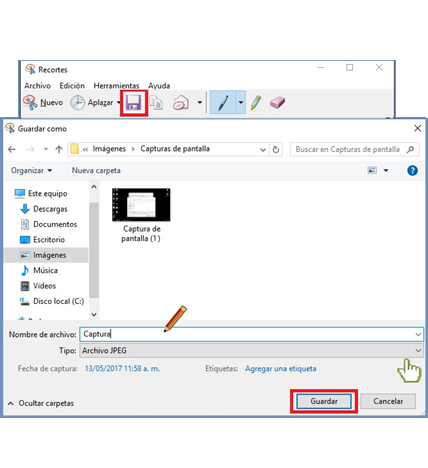 Recortes
Archivo Edición Herramientas Ayuda
Nuevo Aplazar
Guardar como
« Imágenes › Capturas de pantalla
Buscar en Capturas de pantalla
Organizar Nueva carpeta
Este equipo
Descargas
Documentos
Escritorio
Imágenes
Música
Vídeos
Disco local (C:)
Captura de
pantalla (1)
Nombre de archivo: Captura
Tipo: Archivo JPEG
Fecha de captura: 13/05/2017 11:58 a. m. Etiquetas: Agregar una etiqueta
Ocultar carpetas Guardar Cancelar